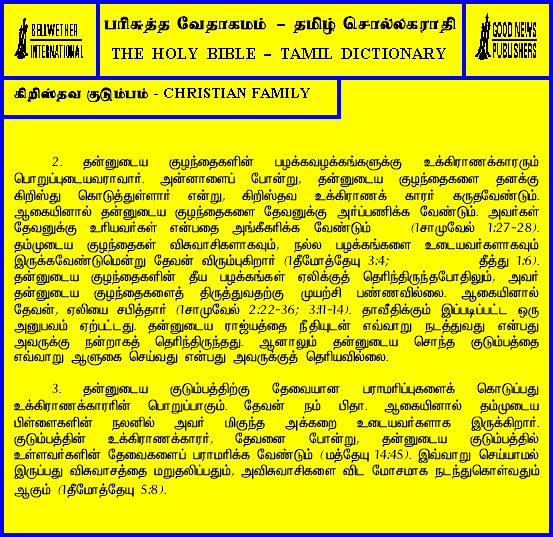 BELLWETHER
INTERNATIONAL
பரிசுத்த வேதாகமம் – தமிழ் சொல்லகராதி
THE HOLY BIBLE – TAMIL DICTIONARY
GOOD NEWS
PUBLISHERS
கிறிஸ்தவ குடும்பம் - CHRISTIAN FAMILY
2. தன்னுடைய குழந்தைகளின் பழக்கவழக்கங்களுக்கு உக்கிராணக்காரரும்
பொறுப்புடையவராவார். அன்னாளைப் போன்று, தன்னுடைய குழந்தைகளை தனக்கு
கிறிஸ்து கொடுத்துள்ளார் என்று, கிறிஸ்தவ உக்கிராணக் காரர் கருதவேண்டும்.
ஆகையினால் தன்னுடைய குழந்தைகளை தேவனுக்கு அர்ப்பணிக்க வேண்டும். அவர்கள்
தேவனுக்கு உரியவர்கள் என்பதை அங்கீகரிக்க வேண்டும் (1சாமுவேல் 1:27-28).
தம்முடைய குழந்தைகள் விசுவாசிகளாகவும், நல்ல பழக்கங்களை உடையவர்களாகவும்
இருக்கவேண்டுமென்று தேவன் விரும்புகிறார் (1தீமோத்தேயு 3:4; தீத்து 1:6).
தன்னுடைய குழந்தைகளின் தீய பழக்கங்கள் ஏலிக்குத் தெரிந்திருந்தபோதிலும், அவர்
தன்னுடைய குழந்தைகளைத் திருத்துவதற்கு முயற்சி பண்ணவில்லை. ஆகையினால்
தேவன், ஏலியை சபித்தார் (1சாமுவேல் 2:22-36; 3:11-14). தாவீதிக்கும் இப்படிப்பட்ட ஒரு
அனுபவம் ஏற்பட்டது. தன்னுடைய ராஜ்யத்தை நீதியுடன் எவ்வாறு நடத்துவது என்பது
அவருக்கு நன்றாகத் தெரிந்திருந்தது. ஆனாலும் தன்னுடைய சொந்த குடும்பத்தை
எவ்வாறு ஆளுகை செய்வது என்பது அவருக்குத் தெரியவில்லை.
3. தன்னுடைய குடும்பத்திற்கு தேவையான பராமரிப்புகளைக் கொடுப்பது
உக்கிராணக்காரரின் பொறுப்பாகும். தேவன் நம் பிதா. ஆகையினால் தம்முடைய
பிள்ளைகளின் நலனில் அவர் மிகுந்த அக்கறை உடையவர்களாக இருக்கிறார்.
குடும்பத்தின் உக்கிராணக்காரர், தேவனை போன்று, தன்னுடைய குடும்பத்தில்
உள்ளவர்களின் தேவைகளைப் பராமரிக்க வேண்டும் (மத்தேயு 14:45). இவ்வாறு செய்யாமல்
இருப்பது விசுவாசத்தை மறுதலிப்பதும், அவிசுவாசிகளை விட மோசமாக நடந்துகொள்வதும்
ஆகும் (1தீமோத்தேயு 5:8).